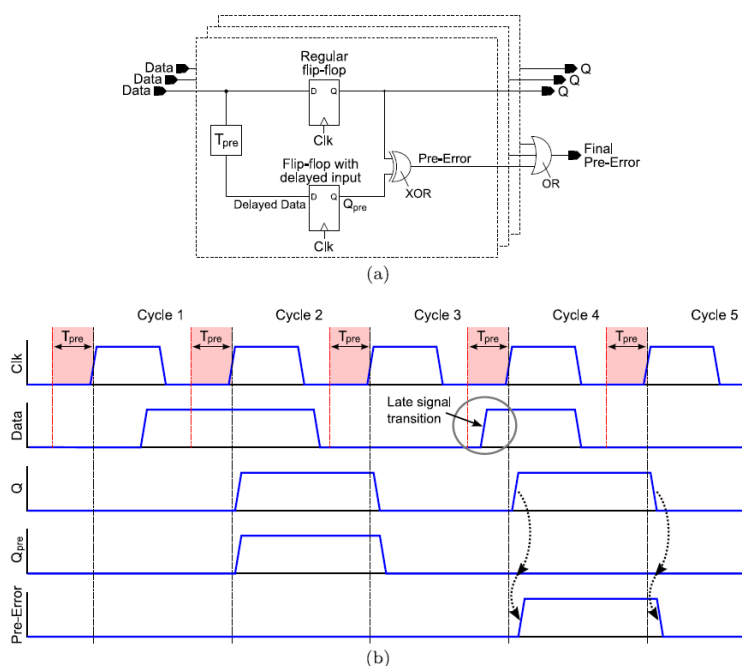 Regular
flip-flop
Data
Data
Data
Q
Q
Q
D Q
Clk
Tpre
Flip-flop with
delayed input
Pre-Error
Final
Pre-Error
OR
XOR
D Q
Delayed Data
Qpre
Clk
(a)
Cycle 1 Cycle 2 Cycle 3 Cycle 4 Cycle 5
Tpre Tpre Tpre Tpre Tpre
Clk
Late signal
transition
Data
Q
Qpre
Pre-Error
(b)